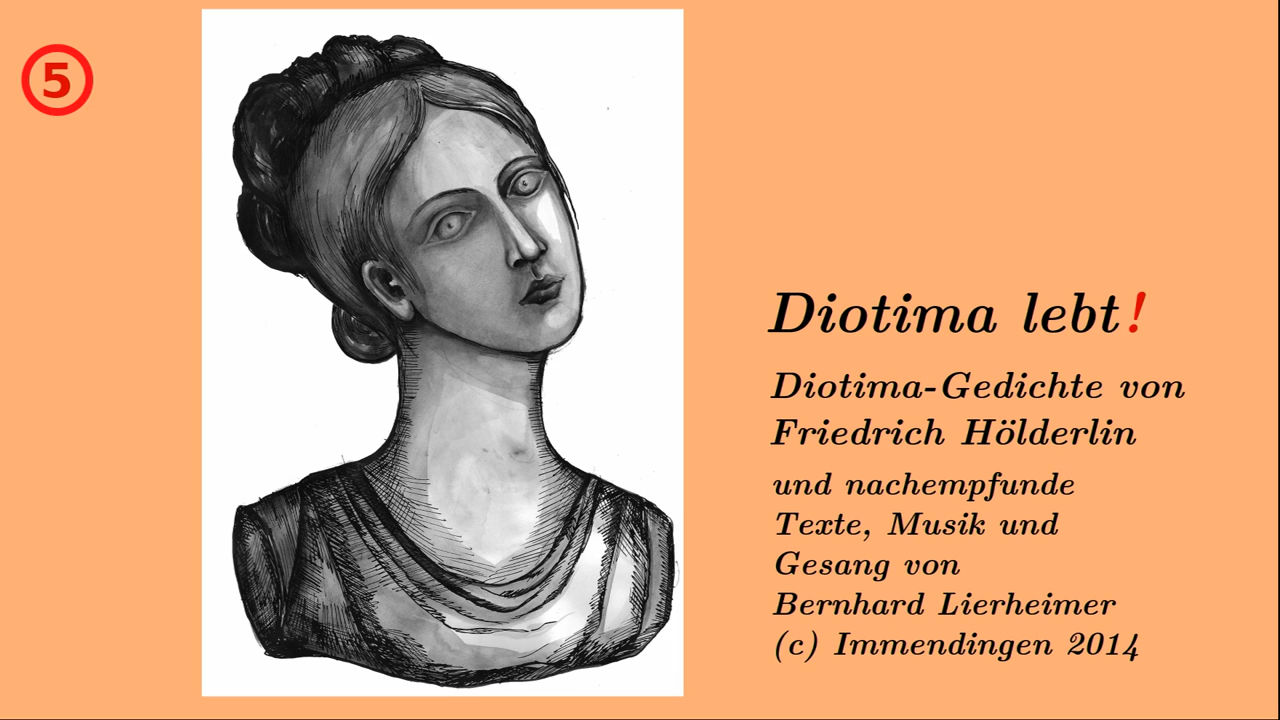 5
Diotima lebt!
Diotima-Gedichte von
Friedrich Hölderlin
und nachempfunde
Texte, Musik und
Gesang von
Bernhard Lierheimer
(c) Immendingen 2014